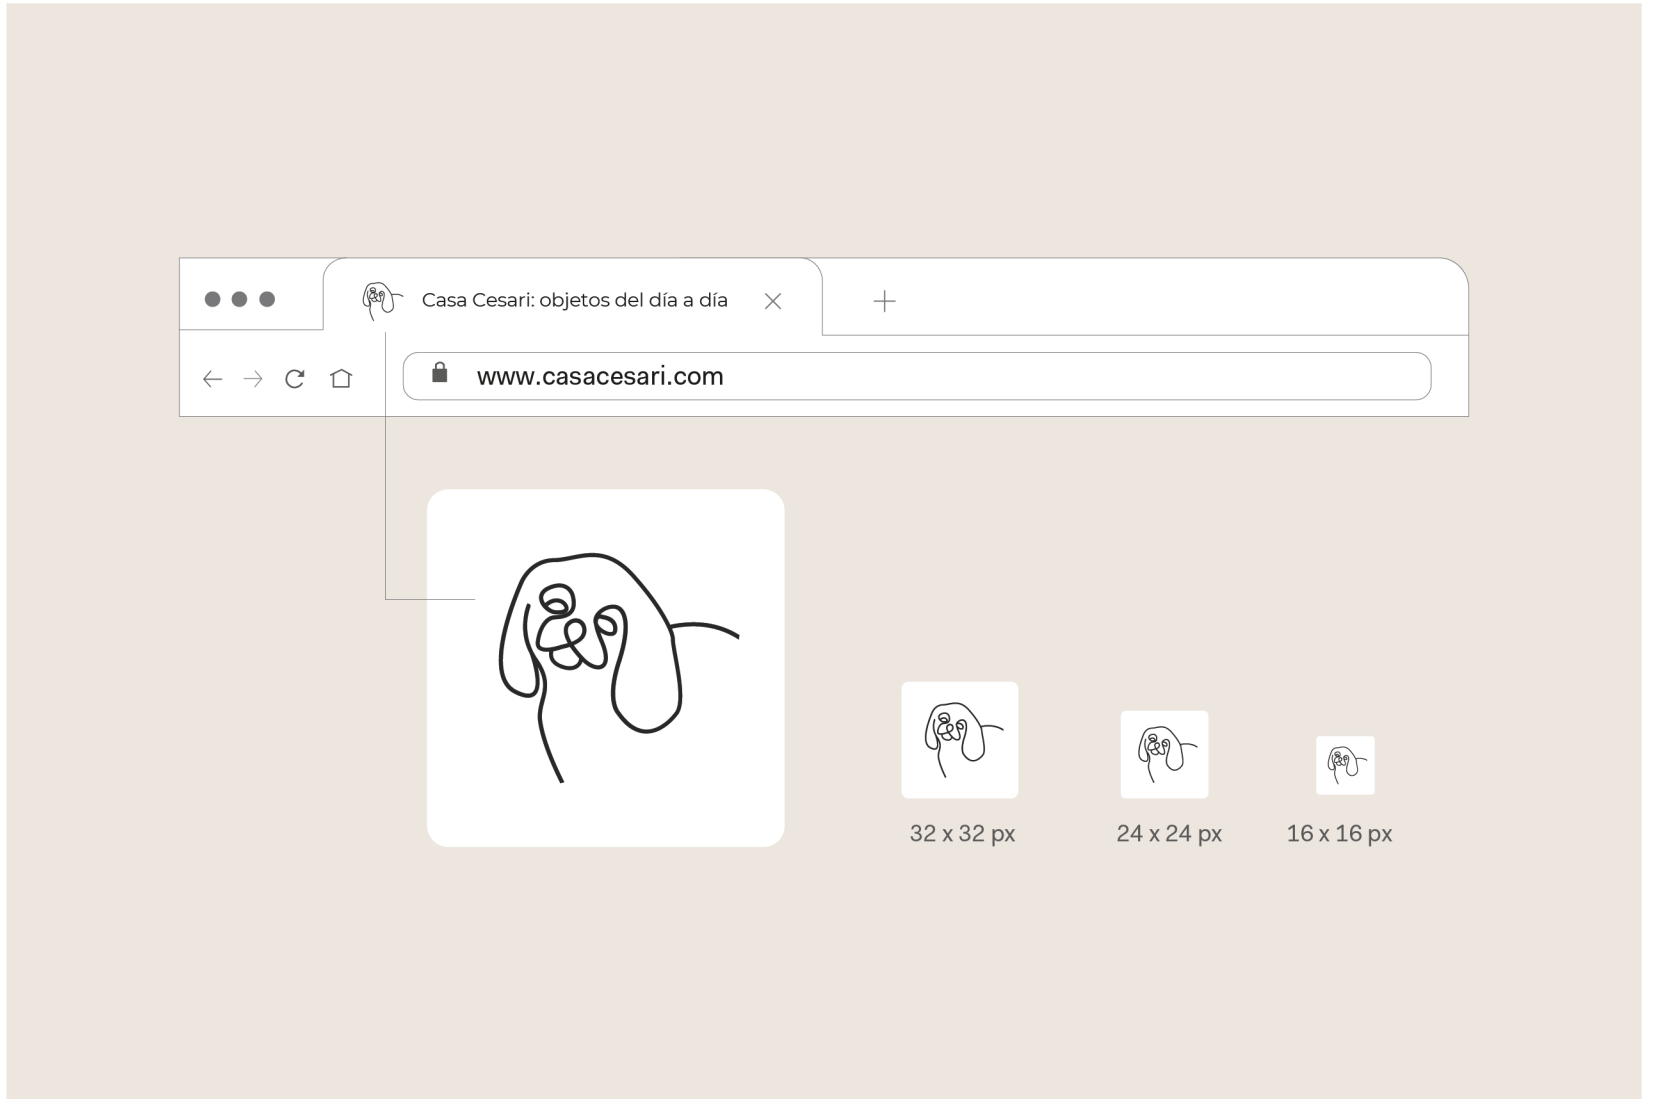 Casa Cesari: objetos del día a día
www.casacesari.com
32 x 32 px
24 x 24 px
16 x 16 px